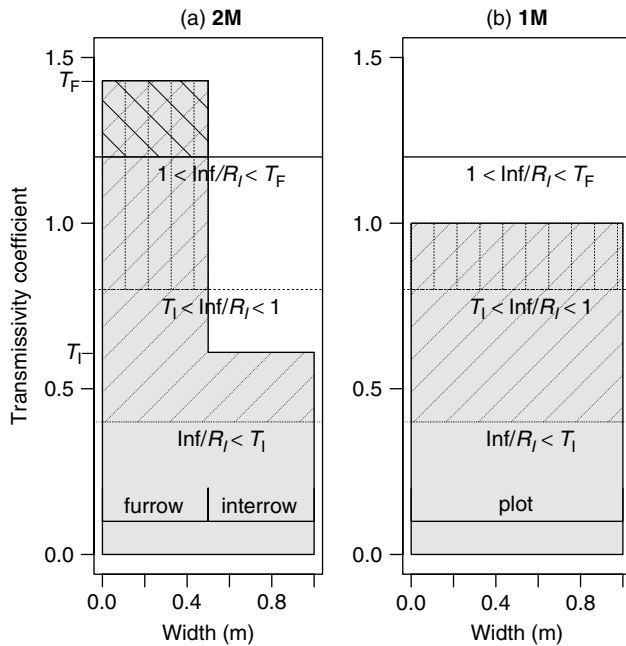 (a) 2M
(b) 1M
Transmissivity coefficient
1.5
T_F
1.0
T_I
0.5
0.0
1 < Inf/R_I < T_F
T_I < Inf/R_I < 1
Inf/R_I < T_I
furrow interrow
0.0 0.4 0.8
Width (m)
1.5
1.0
0.5
0.0
1 < Inf/R_I < T_F
T_I < Inf/R_I < 1
Inf/R_I < T_I
plot
0.0 0.4 0.8
Width (m)